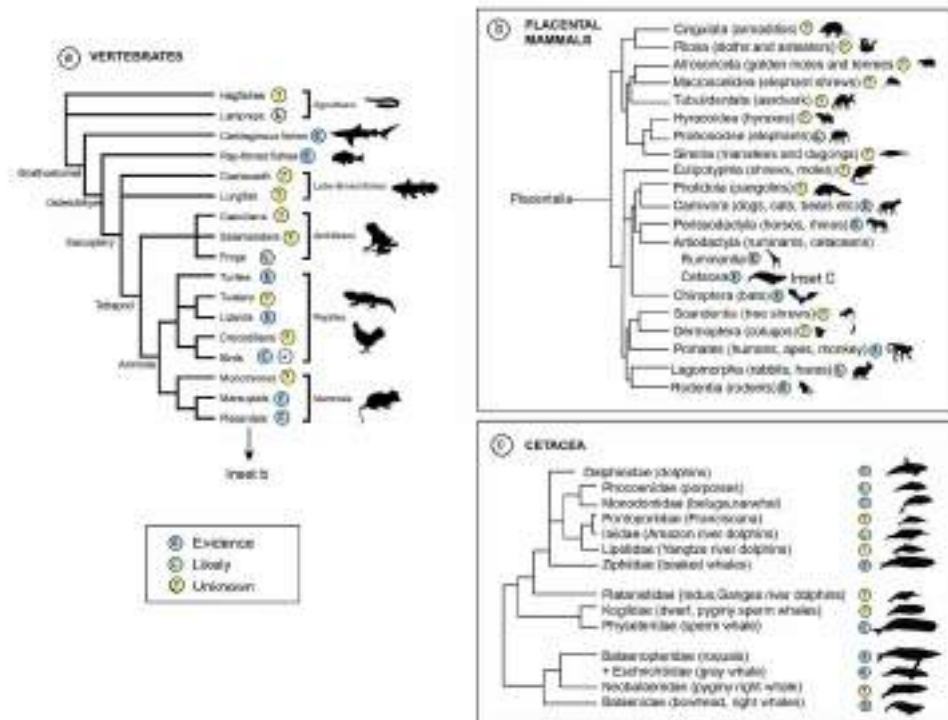 a VERTEBRATES
Hagfishes ?
Lampreys L
Cartilaginous fishes E
Ray-finned fishes E
Coelacanth ?
Lungfish ?
Caecilians ?
Salamanders ?
Frogs L
Turtles E
Tuatara ?
Lizards E
Crocodilians ?
Birds E
Monotremes ?
Marsupials E
Placentals E
Lobe-finned fishes
Amphibians
Reptiles
Mammals
Gnathostomes
Sarcopterygii
Tetrapod
Amniota
Inset b
E Evidence
L Likely
? Unknown
b PLACENTAL
MAMMALS
Placentalia
Cingulata (armadillos) ?
Pilosa (sloths and anteaters) ?
Afrosoricida (golden moles and tenrecs ?
Macroscelidea (elephant shrews) ?
Tubulidentata (aardvark) ?
Hyracoidea (hyraxes) ?
Proboscidea (elephants) L
Sirenia (manatees and dugongs) ?
Eulipotyphla (shrews, moles) ?
Pholidota (pangolins) ?
Carnivora (dogs, cats, bears etc) E
Perissodactyla (horses, rhinos) E
Artiodactyla (ruminants, cetaceans)
Ruminantia E
Cetacea E Inset C
Chiroptera (bats) E
Scandentia (tree shrews) ?
Dermoptera (colugos) ?
Primates (humans, apes, monkey) E
Lagomorpha (rabbits, hares) L
Rodentia (rodents) E
c CETACEA
Delphinidae (dolphins) E
Phocoenidae (porpoises) L
Monodontidae (beluga,narwhal) E
Pontoporiidae (Franciscana) ?
Iniidae (Amazon river dolphins) L
Lipotidae (Yangtze river dolphins) ?
Ziphiidae (beaked whales) E
Platanistidae (Indus,Ganges river dolphins) ?
Kogiidae (dwarf, pygmy sperm whales) ?
Physeteridae (sperm whale) E
Balaenopteridae (rorquals) E
+ Eschrichtiidae (gray whale) E
Neobalaenidae (pygmy right whale) ?
Balaenidae (bowhead, right whales) E